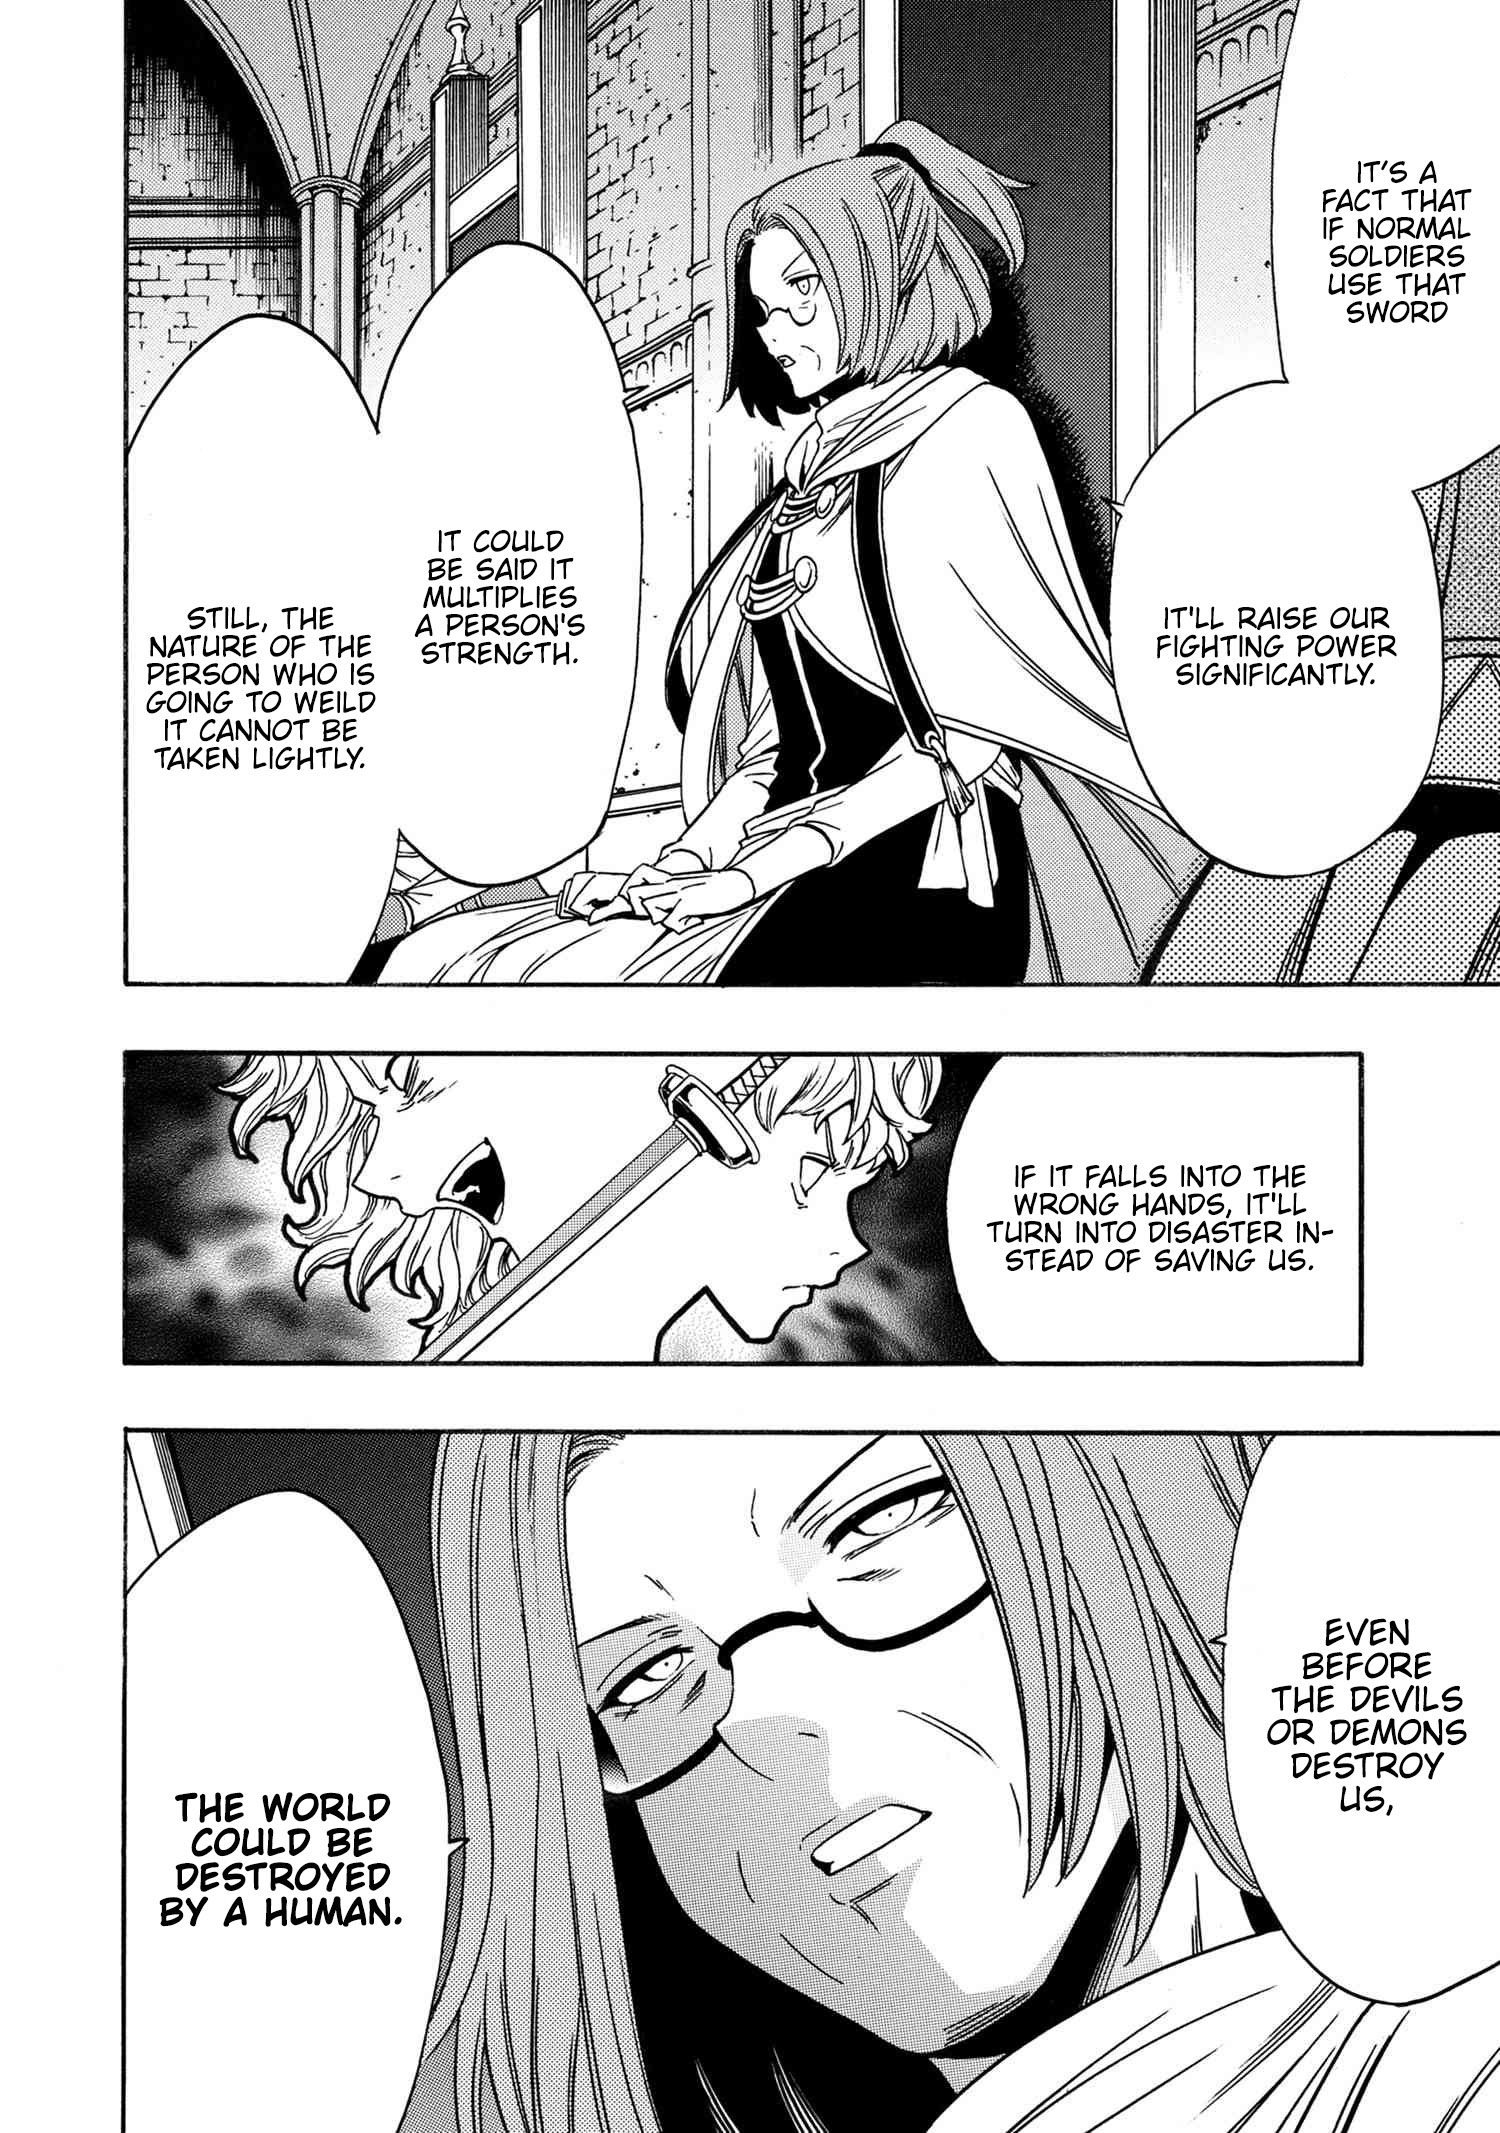 IT'S A
FACT THAT
IF NORMAL
SOLDIERS
USE THAT
SWORD
IT'LL RAISE OUR
FIGHTING POWER
SIGNIFICANTLY.
IT COULD
BE SAID IT
MULTIPLIES
A PERSON'S
STRENGTH.
STILL, THE
NATURE OF THE
PERSON WHO IS
GOING TO WEILD
IT CANNOT BE
TAKEN LIGHTLY.
IF IT FALLS INTO THE
WRONG HANDS, IT'LL
TURN INTO DISASTER IN-
STEAD OF SAVING US.
EVEN
BEFORE
THE DEVILS
OR DEMONS
DESTROY
US,
THE WORLD
COULD BE
DESTROYED
BY A HUMAN.